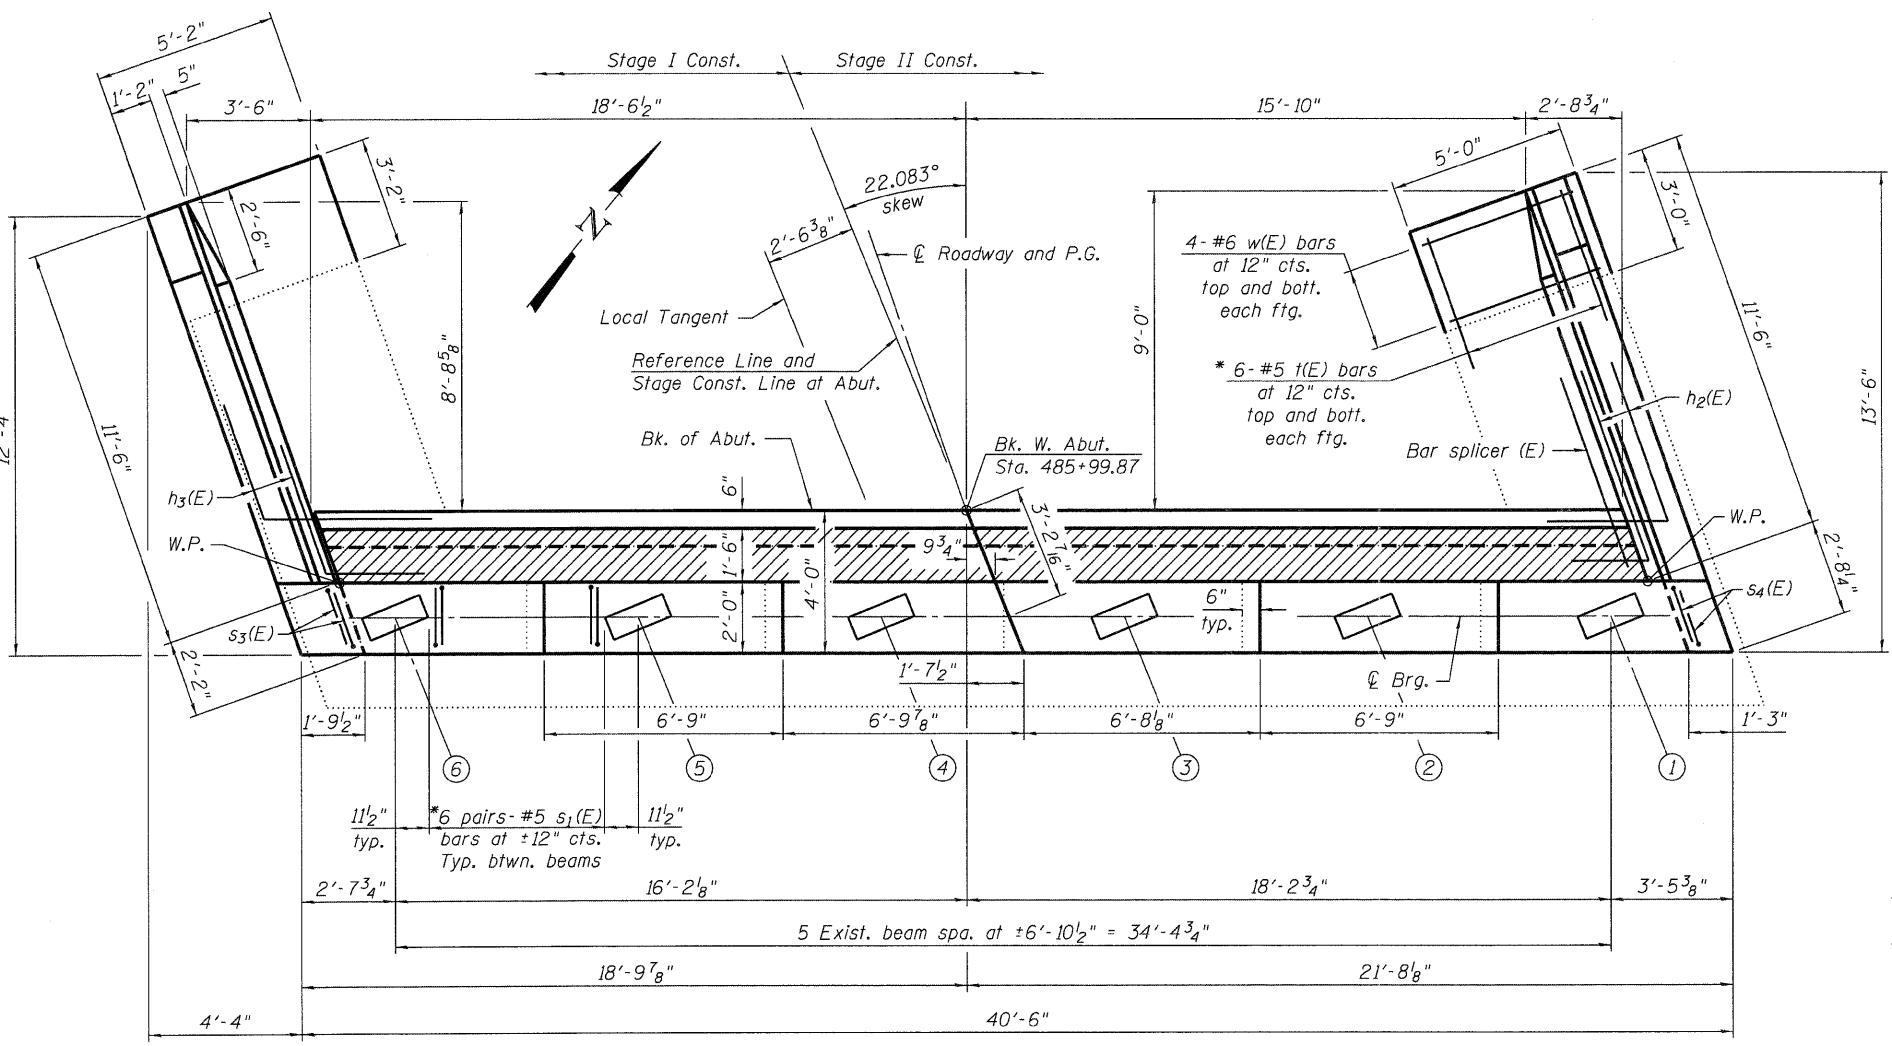 5'-2"
Stage I Const.
Stage II Const.
1'-2"
5"
3'-6"
18'-6½"
15'-10"
2'-8¾"
3'-2"
2'-6"
22.083°
skew
5'-0"
3'-0"
2'-6⅜"
N
℄ Roadway and P.G.
4- #6 w(E) bars
at 12" cts.
top and bott.
each ftg.
Local Tangent
Reference Line and
Stage Const. Line at Abut.
8'-8⅝"
9'-0"
11'-6"
13'-6"
* 6- #5 t(E) bars
at 12" cts.
top and bott.
each ftg.
h2(E)
12'-4
11'-6"
Bk. of Abut.
Bk. W. Abut.
Sta. 485+99.87
Bar splicer (E)
h3(E)
6"
3'-2 7/16"
W.P.
W.P.
1'-6"
9¾"
4'-0"
2'-8¼"
s3(E)
2'-0"
6"
typ.
s4(E)
2'-2"
1'-7½"
℄ Brg.
1'-9½"
6'-9"
6'-9⅞"
6'-8⅛"
6'-9"
1'-3"
6
5
4
3
2
1
11½"
typ.
*6 pairs- #5 s1(E)
bars at ±12" cts.
Typ. btwn. beams
11½"
typ.
2'-7¾"
16'-2⅛"
18'-2¾"
3'-5⅜"
5 Exist. beam spa. at ±6'-10½" = 34'-4¾"
18'-9⅞"
21'-8⅛"
4'-4"
40'-6"